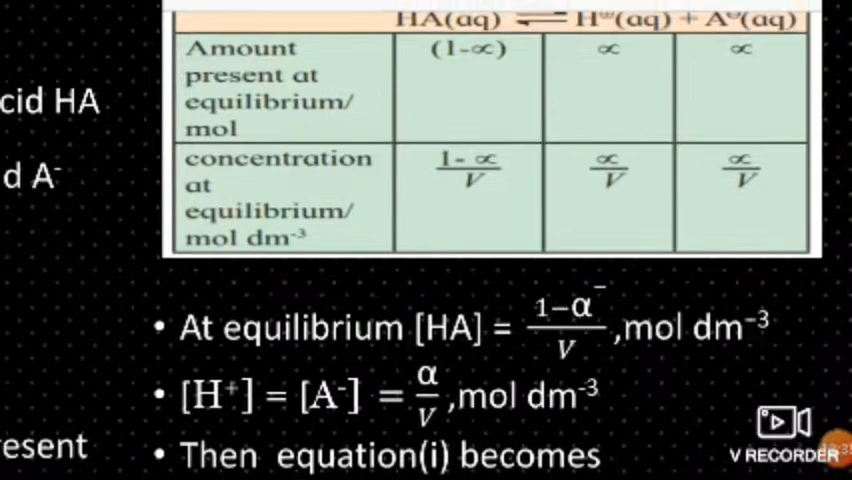 HA(aq) ⇌ H⊕(aq) + A⊖(aq)
Amount (1-∝) ∝ ∝
present at
equilibrium/
mol
concentration 1- ∝/V ∝/V ∝/V
at
equilibrium/
mol dm⁻³
cid HA
d A⁻
• At equilibrium [HA] = 1−α⁻/V ,mol dm⁻³
• [H⁺] = [A⁻] = α/V ,mol dm⁻³
esent
• Then equation(i) becomes
V RECORDER